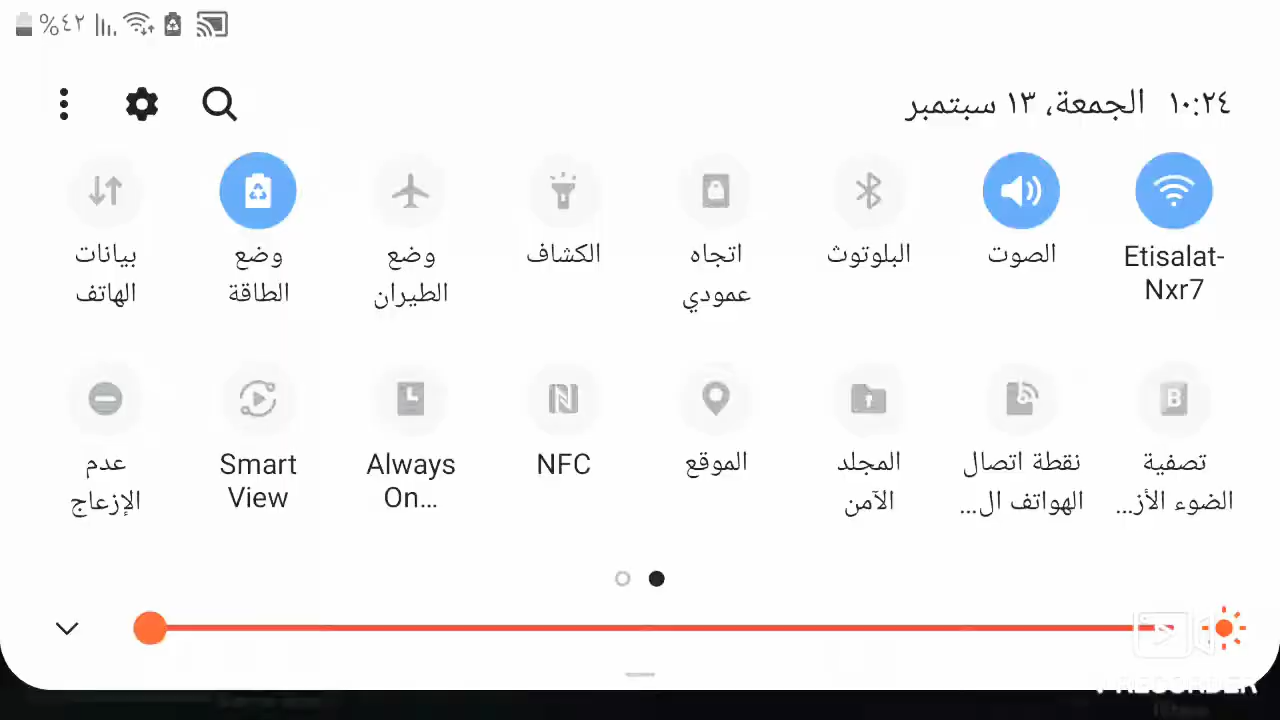 %٤٢
١٠:٢٤ الجمعة، ١٣ سبتمبر
Etisalat-
Nxr7
الصوت
البلوتوث
اتجاه
عمودي
الكشاف
وضع
الطيران
وضع
الطاقة
بيانات
الهاتف
B
تصفية
الضوء الأز...
نقطة اتصال
الهواتف ال...
المجلد
الآمن
الموقع
NFC
Always
On...
Smart
View
عدم
الإزعاج
RECORDER